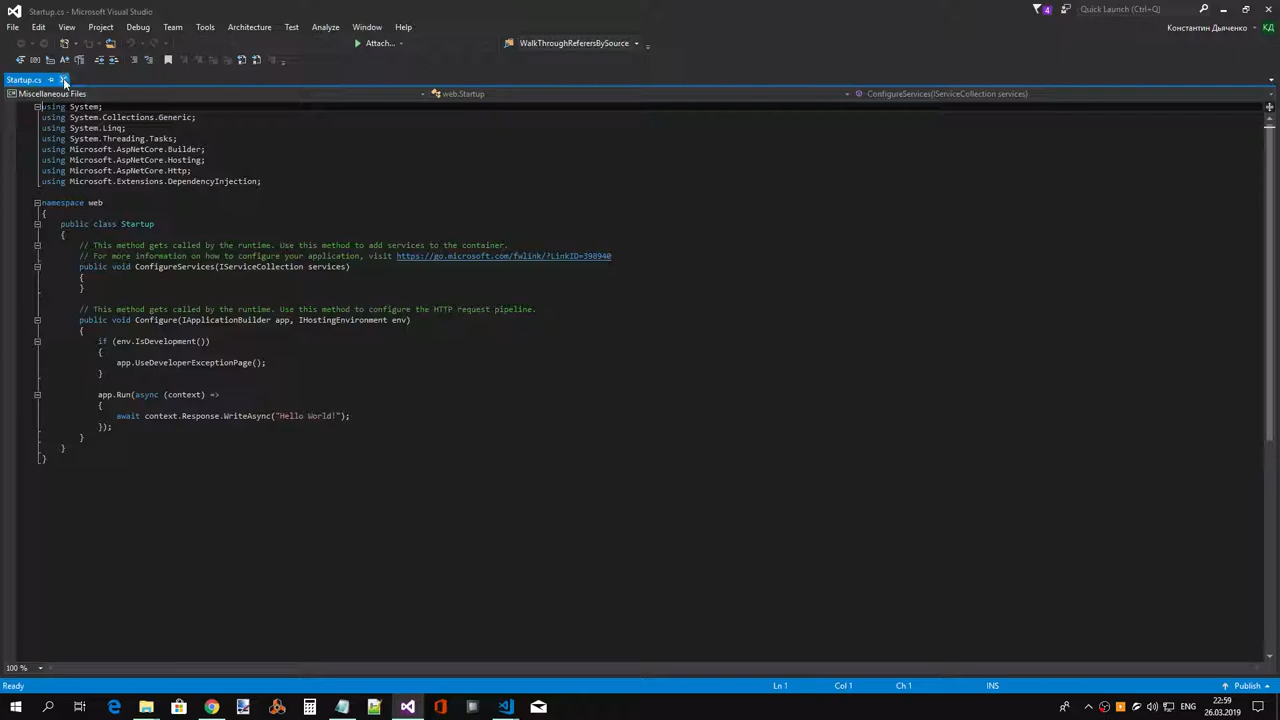 Startup.cs - Microsoft Visual Studio
4
Quick Launch (Ctrl+Q)
File Edit View Project Debug Team Tools Architecture Test Analyze Window Help
Константин Дьяченко КД
Attach... WalkThroughReferersBySource
Startup.cs
Miscellaneous Files web.Startup ConfigureServices(IServiceCollection services)
using System;
using System.Collections.Generic;
using System.Linq;
using System.Threading.Tasks;
using Microsoft.AspNetCore.Builder;
using Microsoft.AspNetCore.Hosting;
using Microsoft.AspNetCore.Http;
using Microsoft.Extensions.DependencyInjection;
namespace web
{
public class Startup
{
// This method gets called by the runtime. Use this method to add services to the container.
// For more information on how to configure your application, visit https://go.microsoft.com/fwlink/?LinkID=398940
public void ConfigureServices(IServiceCollection services)
{
}
// This method gets called by the runtime. Use this method to configure the HTTP request pipeline.
public void Configure(IApplicationBuilder app, IHostingEnvironment env)
{
if (env.IsDevelopment())
{
app.UseDeveloperExceptionPage();
}
app.Run(async (context) =>
{
await context.Response.WriteAsync("Hello World!");
});
}
}
}
100 %
Ready Ln 1 Col 1 Ch 1 INS Publish
ENG 22:59
26.03.2019